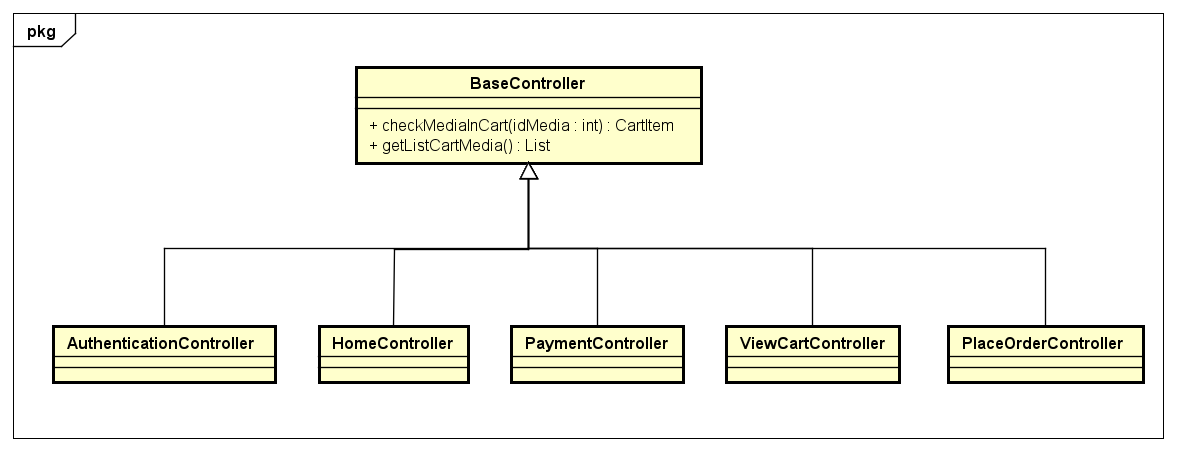 pkg
BaseController
+ checkMediaInCart(idMedia : int) : CartItem
+ getListCartMedia() : List
AuthenticationController
HomeController
PaymentController
ViewCartController
PlaceOrderController